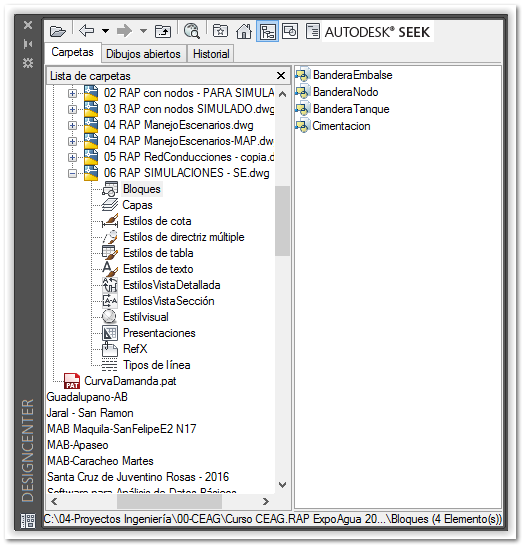 AUTODESK® SEEK
Carpetas
Dibujos abiertos
Historial
Lista de carpetas
02 RAP con nodos - PARA SIMULA
03 RAP con nodos SIMULADO.dwg
04 RAP ManejoEscenarios.dwg
04 RAP ManejoEscenarios-MAP.dwg
05 RAP RedConducciones - copia.d
06 RAP SIMULACIONES - SE.dwg
Bloques
Capas
Estilos de cota
Estilos de directriz múltiple
Estilos de tabla
Estilos de texto
EstilosVistaDetallada
EstilosVistaSección
Estilvisual
Presentaciones
RefX
Tipos de línea
PAT CurvaDamanda.pat
Guadalupano-AB
Jaral - San Ramon
MAB Maquila-SanFelipeE2 N17
MAB-Apaseo
MAB-Caracheo Martes
Santa Cruz de Juventino Rosas - 2016
Software para Análisis de Datos Básicos
BanderaEmbalse
BanderaNodo
BanderaTanque
Cimentacion
DESIGNCENTER
C:\04-Proyectos Ingeniería\00-CEAG\Curso CEAG.RAP ExpoAgua 20...\Bloques (4 Elemento(s))